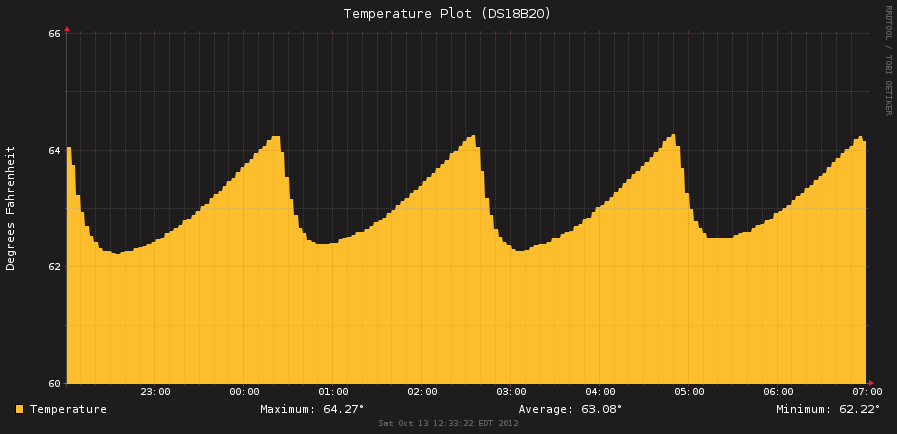 Temperature Plot (DS18B20)
RRDTOOL / TOBI OETIKER
Degrees Fahrenheit
66
64
62
60
23:00 00:00 01:00 02:00 03:00 04:00 05:00 06:00 07:00
Temperature Maximum: 64.27° Average: 63.08° Minimum: 62.22°
Sat Oct 13 12:33:22 EDT 2012